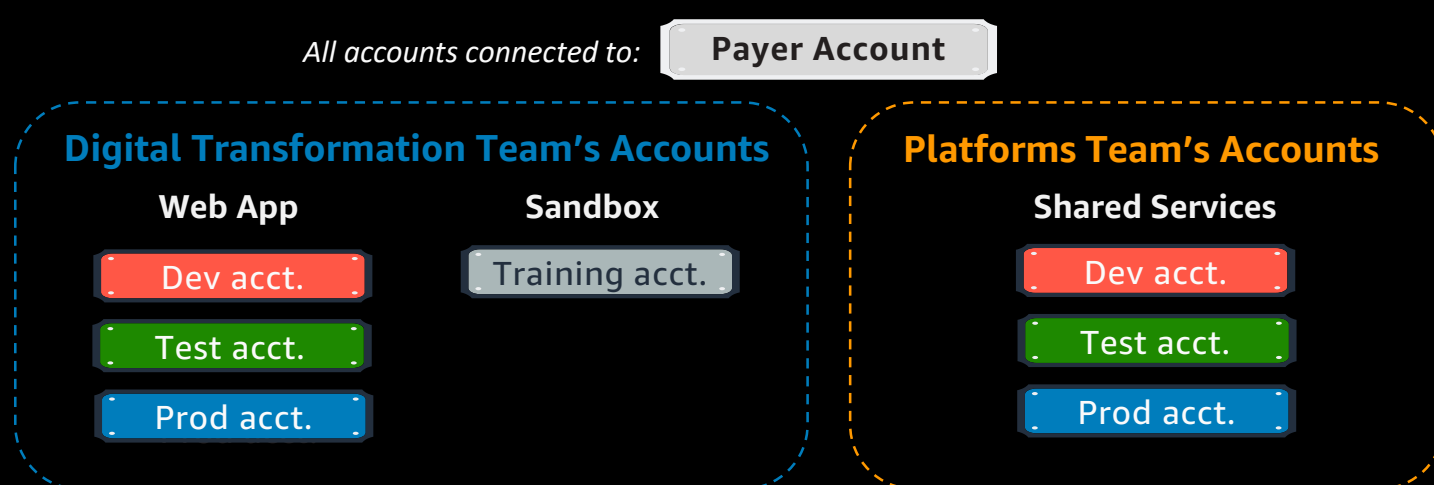 All accounts connected to: Payer Account
Digital Transformation Team’s Accounts
Web App
Dev acct.
Test acct.
Prod acct.
Sandbox
Training acct.
Platforms Team’s Accounts
Shared Services
Dev acct.
Test acct.
Prod acct.